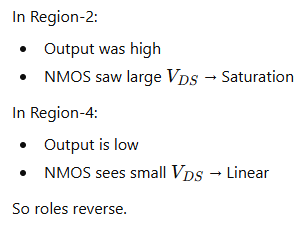 In Region-2:
• Output was high
• NMOS saw large V_DS → Saturation
In Region-4:
• Output is low
• NMOS sees small V_DS → Linear
So roles reverse.